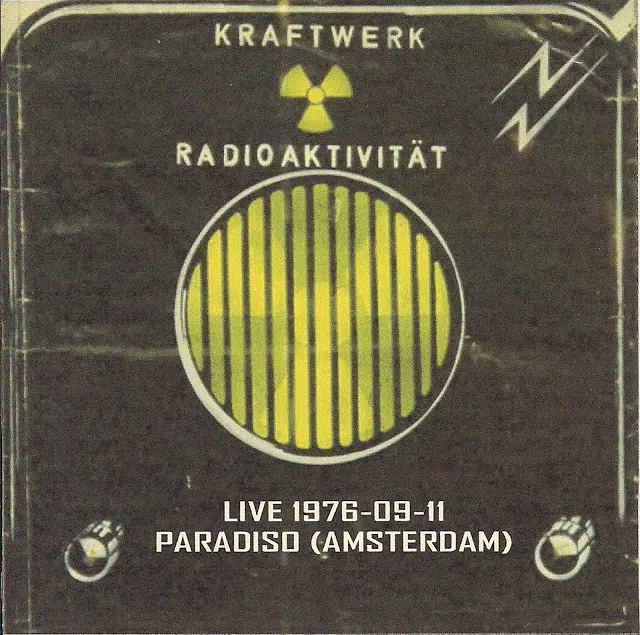 KRAFTWERK
RADIOAKTIVITÄT
LIVE 1976-09-11
PARADISO (AMSTERDAM)